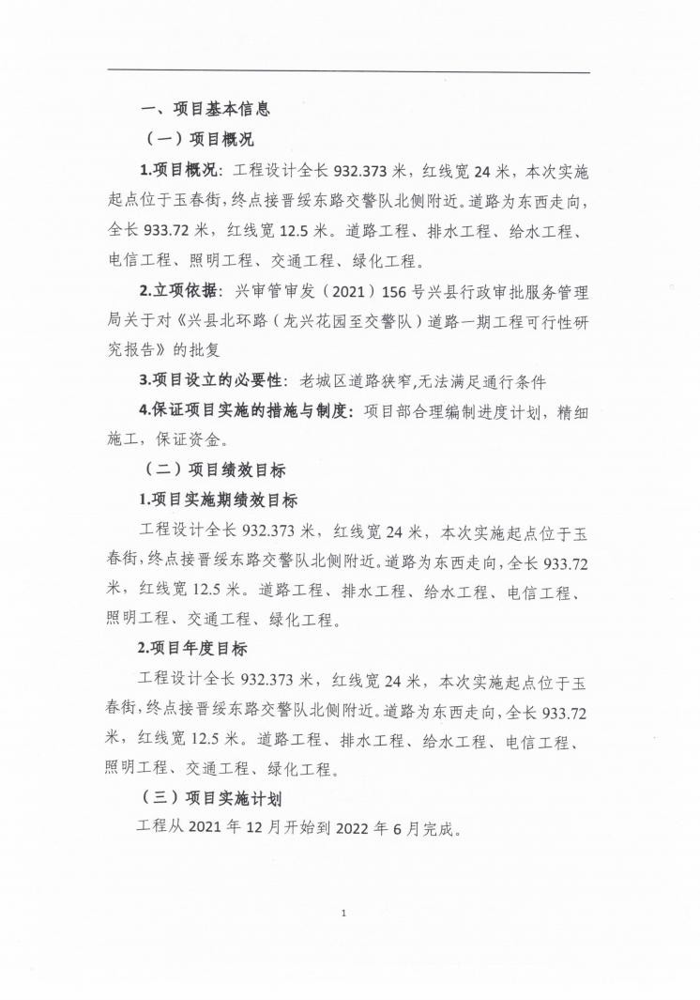 一、项目基本信息
（一）项目概况
1.项目概况：工程设计全长 932.373 米，红线宽 24 米，本次实施
起点位于玉春街，终点接晋绥东路交警队北侧附近。道路为东西走向，
全长 933.72 米，红线宽 12.5 米。道路工程、排水工程、给水工程、
电信工程、照明工程、交通工程、绿化工程。
2.立项依据：兴审管审发（2021）156 号兴县行政审批服务管理
局关于对《兴县北环路（龙兴花园至交警队）道路一期工程可行性研
究报告》的批复
3.项目设立的必要性：老城区道路狭窄,无法满足通行条件
4.保证项目实施的措施与制度：项目部合理编制进度计划，精细
施工，保证资金。
（二）项目绩效目标
1.项目实施期绩效目标
工程设计全长 932.373 米，红线宽 24 米，本次实施起点位于玉
春街，终点接晋绥东路交警队北侧附近。道路为东西走向，全长 933.72
米，红线宽 12.5 米。道路工程、排水工程、给水工程、电信工程、
照明工程、交通工程、绿化工程。
2.项目年度目标
工程设计全长 932.373 米，红线宽 24 米，本次实施起点位于玉
春街，终点接晋绥东路交警队北侧附近。道路为东西走向，全长 933.72
米，红线宽 12.5 米。道路工程、排水工程、给水工程、电信工程、
照明工程、交通工程、绿化工程。
（三）项目实施计划
工程从 2021 年 12 月开始到 2022 年 6 月完成。
1